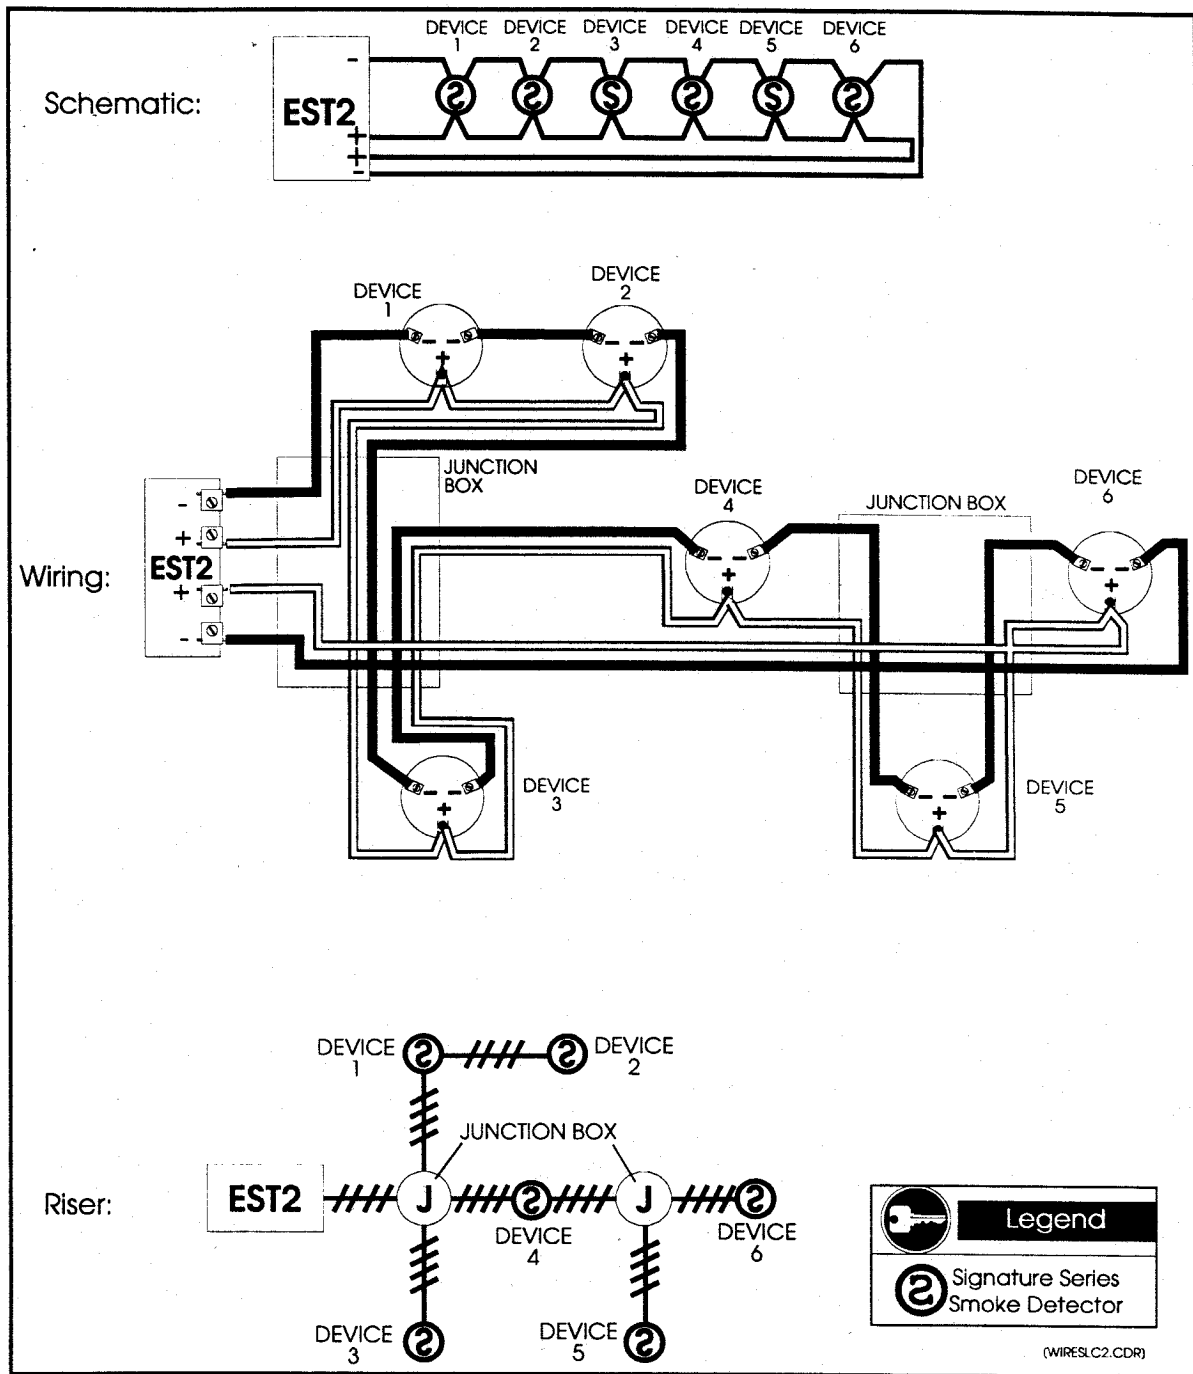 DEVICE 1
DEVICE 2
DEVICE 3
DEVICE 4
DEVICE 5
DEVICE 6
Schematic:
-
EST2
+
+
-
DEVICE 1
DEVICE 2
- -
+
- -
+
JUNCTION BOX
DEVICE 4
JUNCTION BOX
DEVICE 6
Wiring:
-
+
EST2
+
-
- -
+
- -
+
- -
+
DEVICE 3
- -
+
DEVICE 5
DEVICE 1
S
S
DEVICE 2
JUNCTION BOX
Riser:
EST2
J
S
J
S
DEVICE 4
DEVICE 6
DEVICE 3
S
DEVICE 5
S
Legend
S
Signature Series
Smoke Detector
(WIRESLC2.CDR)